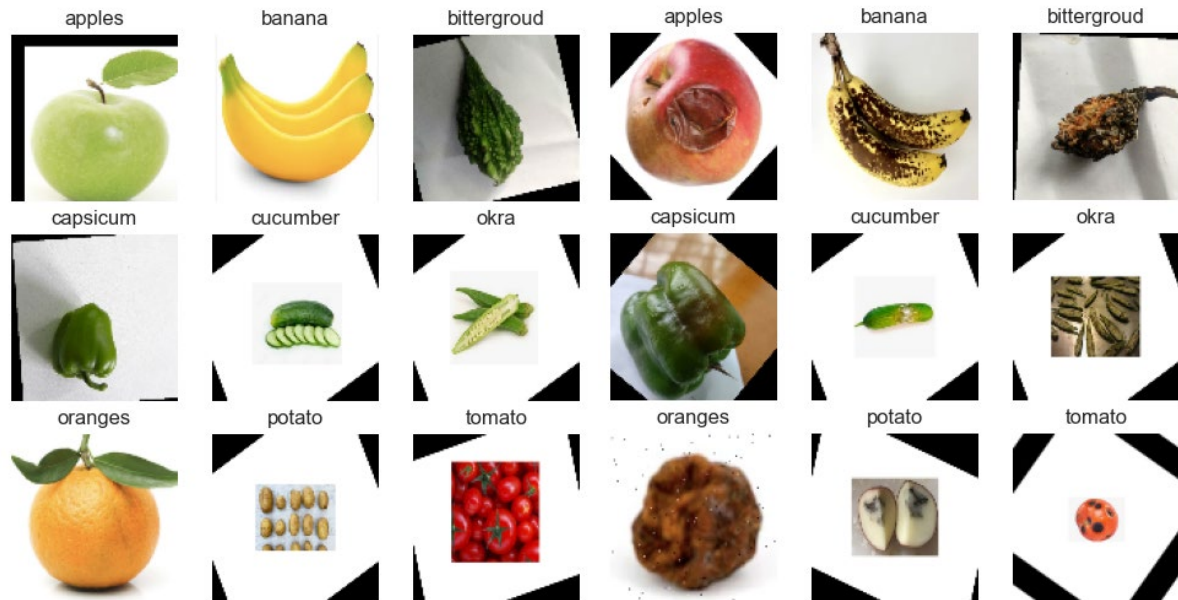 apples banana bittergroud apples banana bittergroud
capsicum cucumber okra capsicum cucumber okra
oranges potato tomato oranges potato tomato